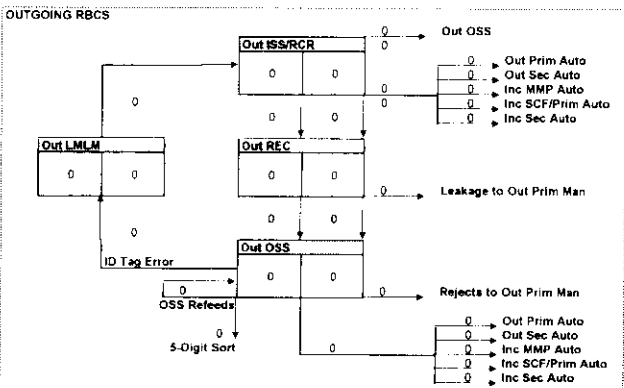 OUTGOING RBCS
0 Out OSS
Out ISS/RCR 0
0 Out Prim Auto
0 0 0 Out Sec Auto
0 0 Inc MMP Auto
0 0 Inc SCF/Prim Auto
0 0 0 Inc Sec Auto
Out LMLM Out REC
0 0 0 0
0 Leakage to Out Prim Man
0 0 0
Out OSS
ID Tag Error
0 0
0 0 Rejects to Out Prim Man
OSS Refeeds
0 0 Out Prim Auto
5-Digit Sort 0 0 Out Sec Auto
0 Inc MMP Auto
0 Inc SCF/Prim Auto
0 Inc Sec Auto